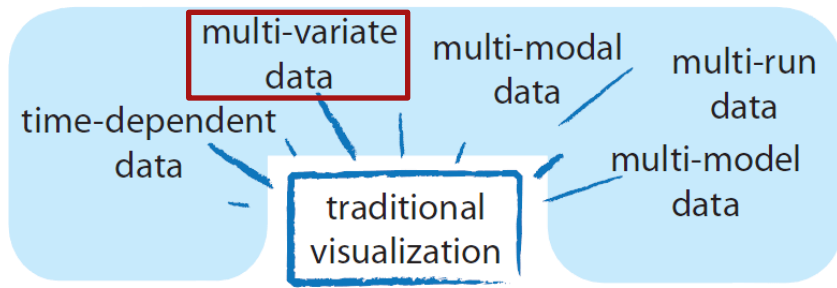 multi-variate
data
multi-modal
data
multi-run
data
time-dependent
data
multi-model
data
traditional
visualization